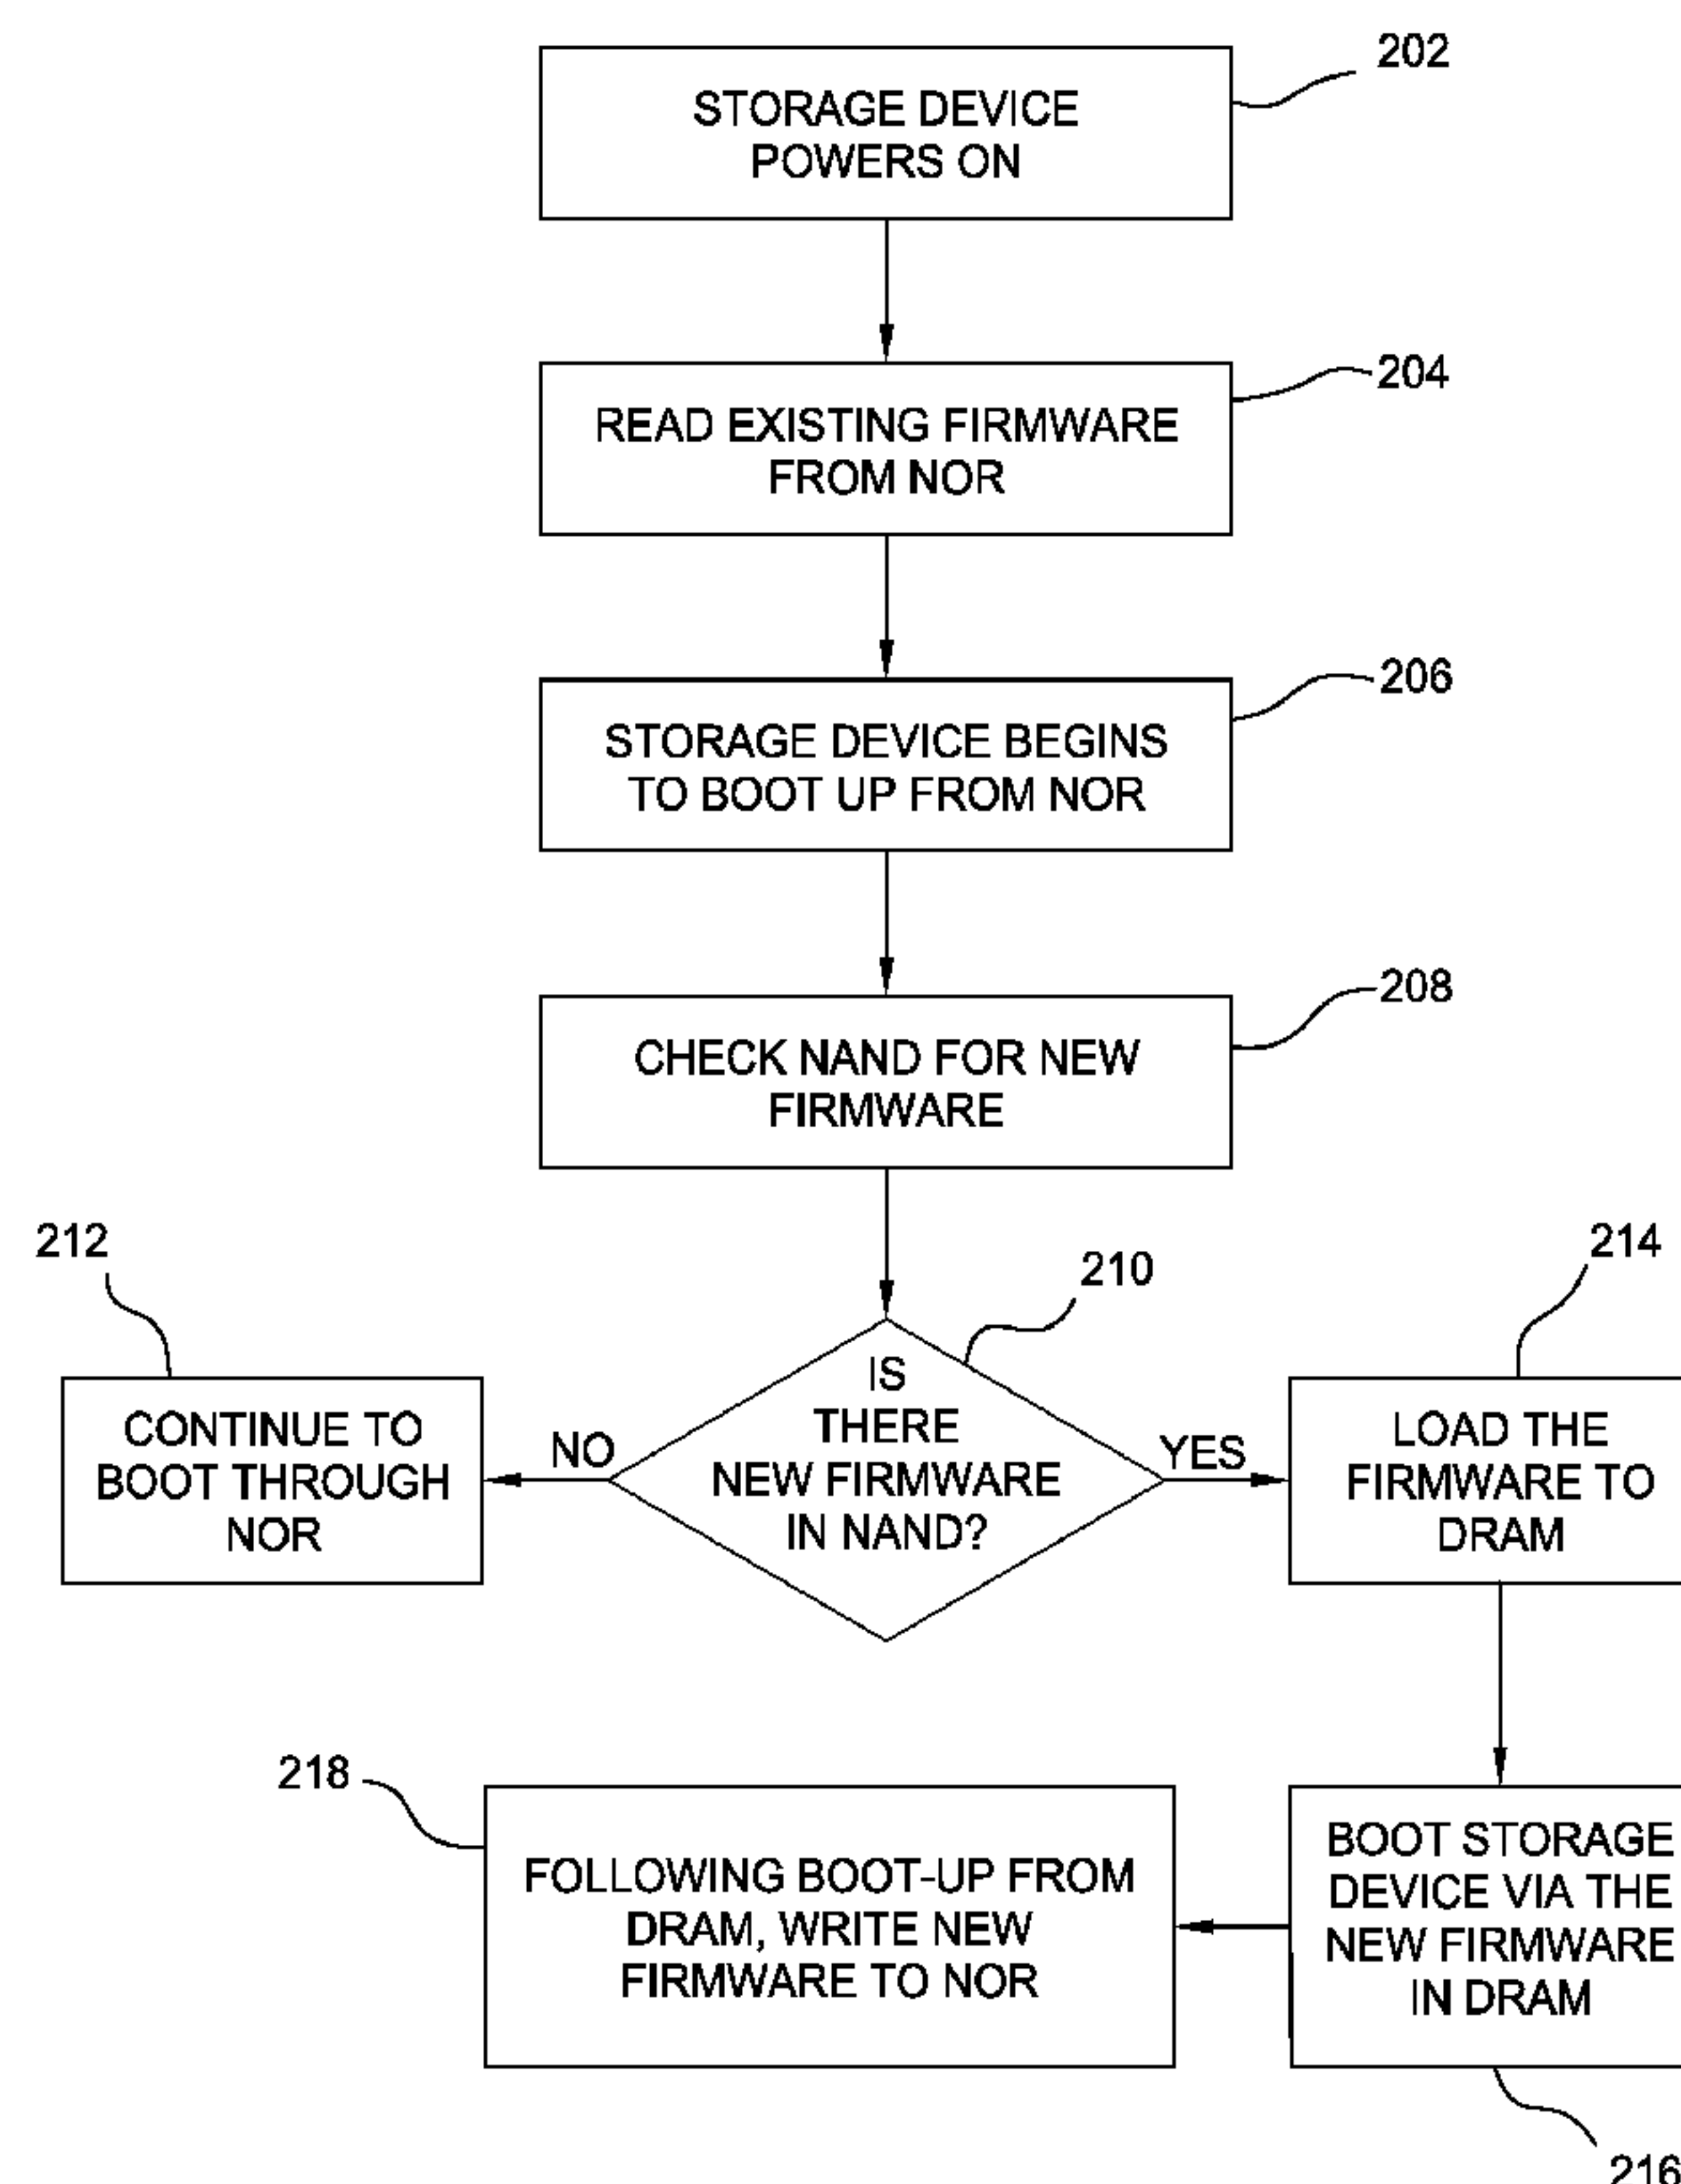 202
STORAGE DEVICE
POWERS ON
204
READ EXISTING FIRMWARE
FROM NOR
206
STORAGE DEVICE BEGINS
TO BOOT UP FROM NOR
208
CHECK NAND FOR NEW
FIRMWARE
212
210
214
IS
THERE
NEW FIRMWARE
IN NAND?
NO
YES
CONTINUE TO
BOOT THROUGH
NOR
LOAD THE
FIRMWARE TO
DRAM
218
FOLLOWING BOOT-UP FROM
DRAM, WRITE NEW
FIRMWARE TO NOR
BOOT STORAGE
DEVICE VIA THE
NEW FIRMWARE
IN DRAM
216